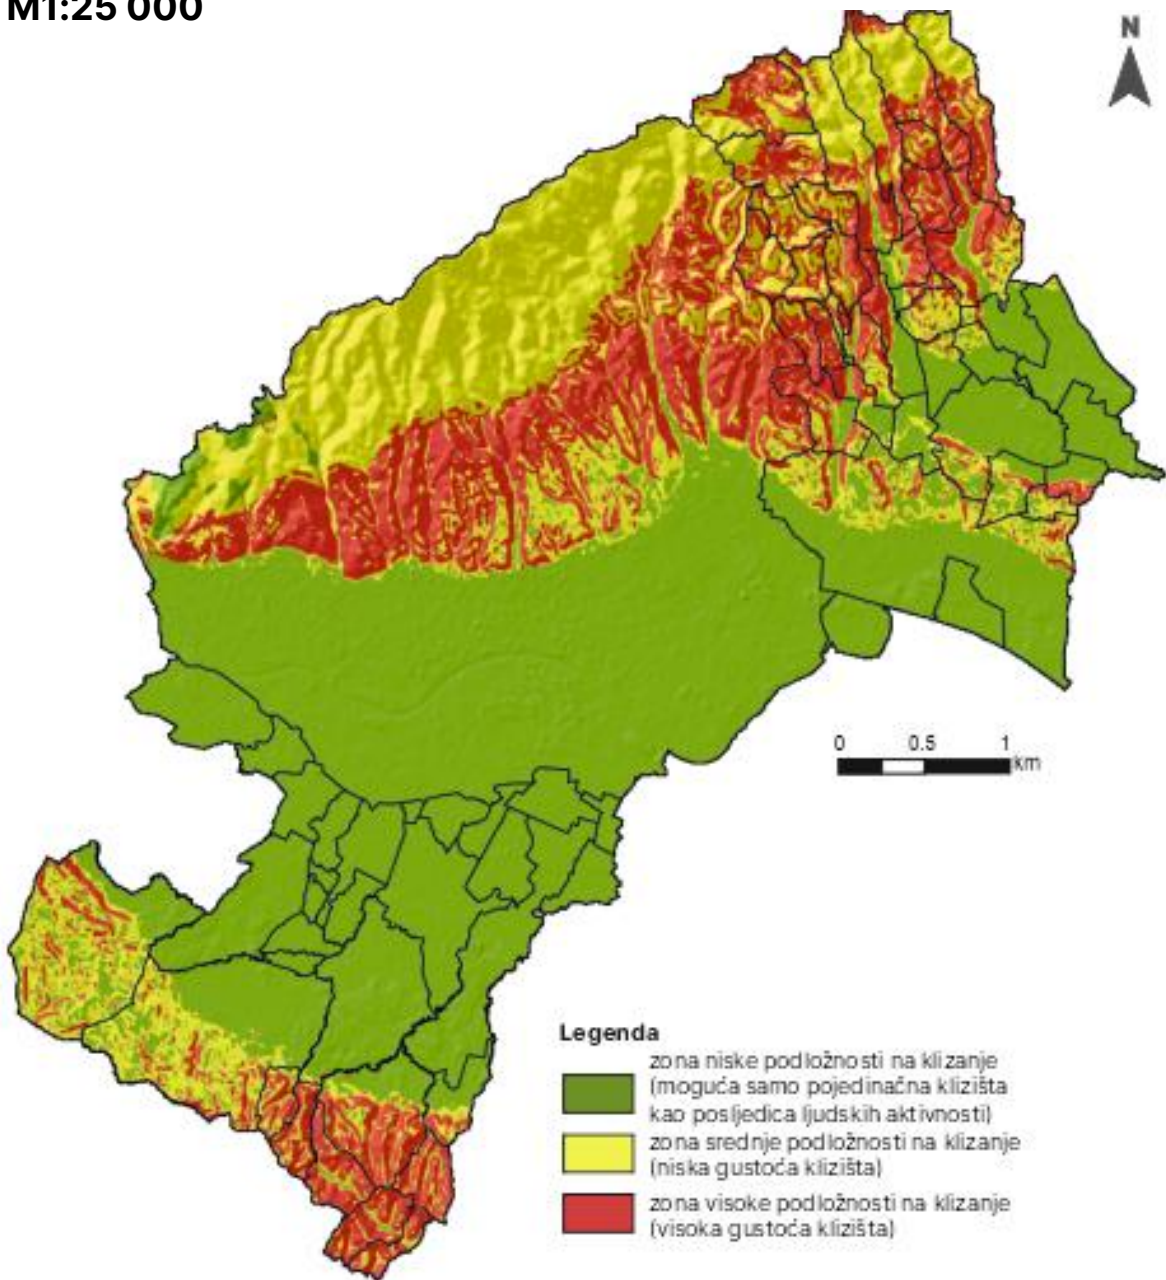 M1:25 000
N
0 0.5 1
km
Legenda
zona niske podložnosti na klizanje
(moguća samo pojedinačna klizišta
kao posljedica ljudskih aktivnosti)
zona srednje podložnosti na klizanje
(niska gustoća klizišta)
zona visoke podložnosti na klizanje
(visoka gustoća klizišta)